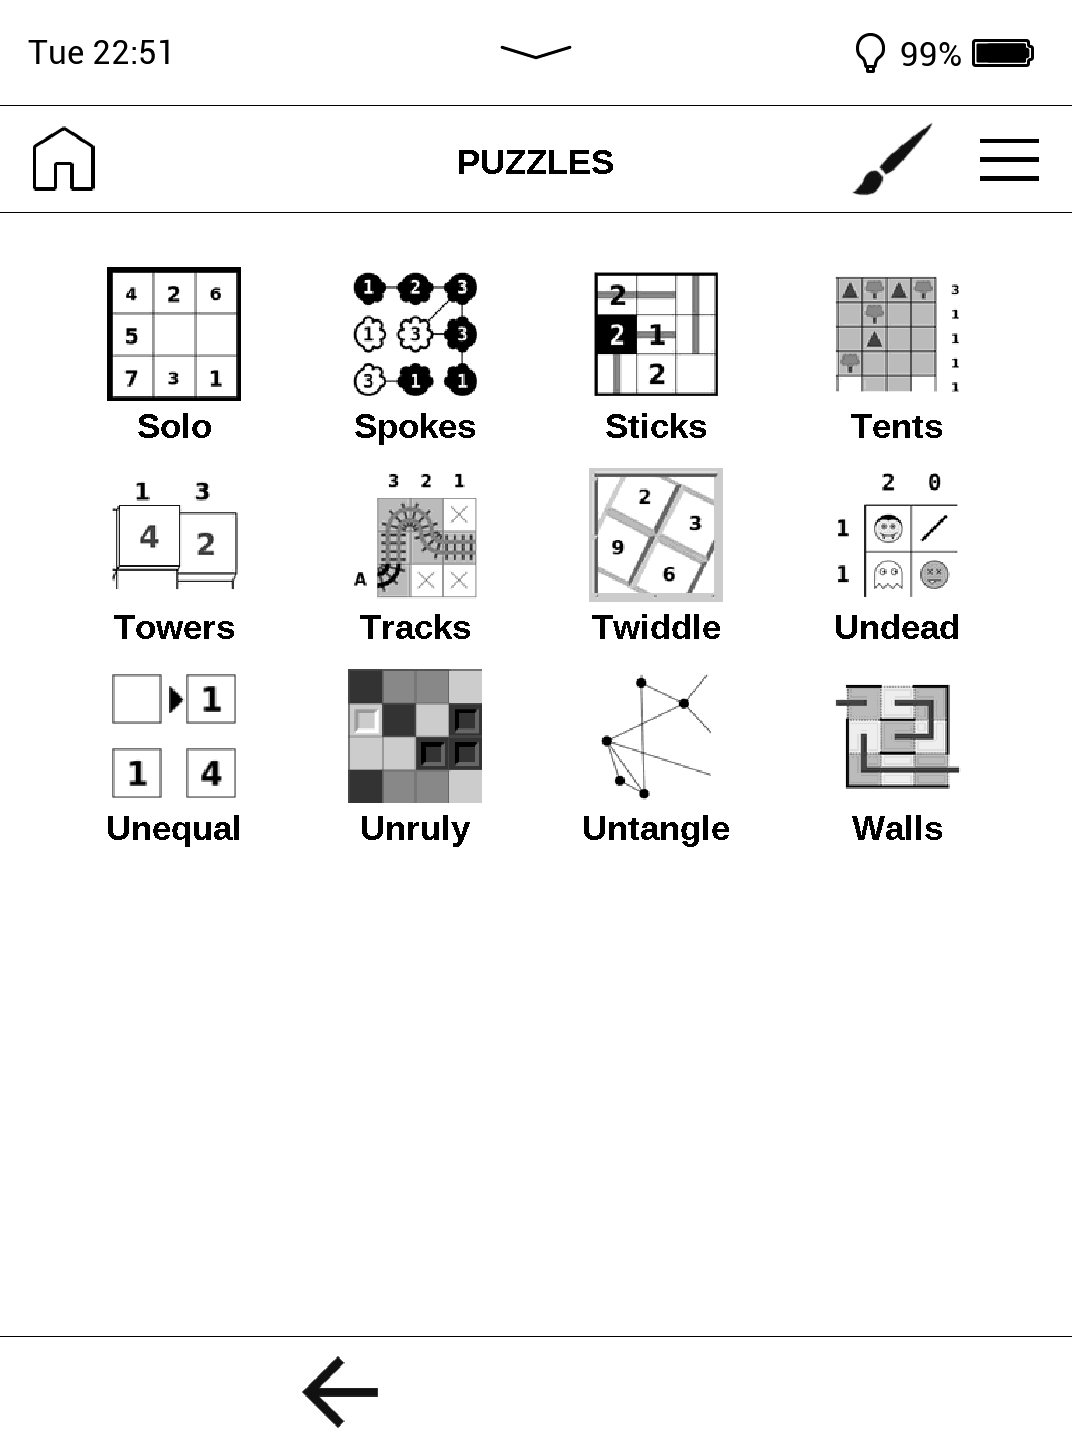 Tue 22:51 99%
PUZZLES
4 2 6
5
7 3 1
1 2 3
1 3 3
3 1 1
2
2 1
2
3
1
1
1
1
Solo Spokes Sticks Tents
1 3
4 2
3 2 1
A
2
3
9
6
2 0
1
1
Towers Tracks Twiddle Undead
1
1 4
Unequal Unruly Untangle Walls